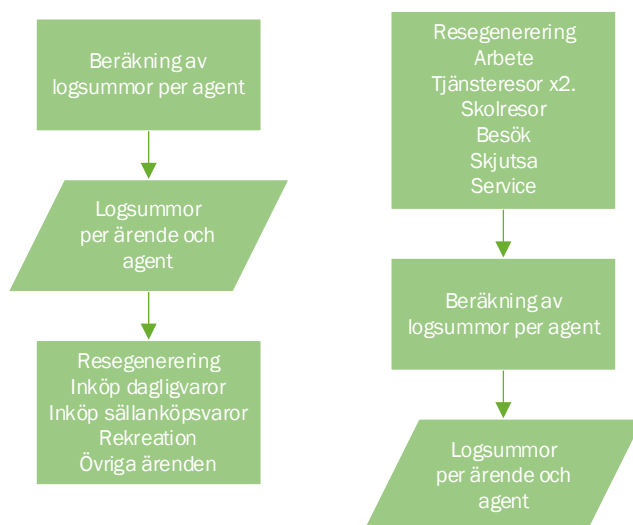 Beräkning av
logsummor per agent
Logsummor
per ärende och
agent
Resegenerering
Inköp dagligvaror
Inköp sällanköpsvaror
Rekreation
Övriga ärenden
Resegenerering
Arbete
Tjänsteresor x2.
Skolresor
Besök
Skjutsa
Service
Beräkning av
logsummor per agent
Logsummor
per ärende och
agent